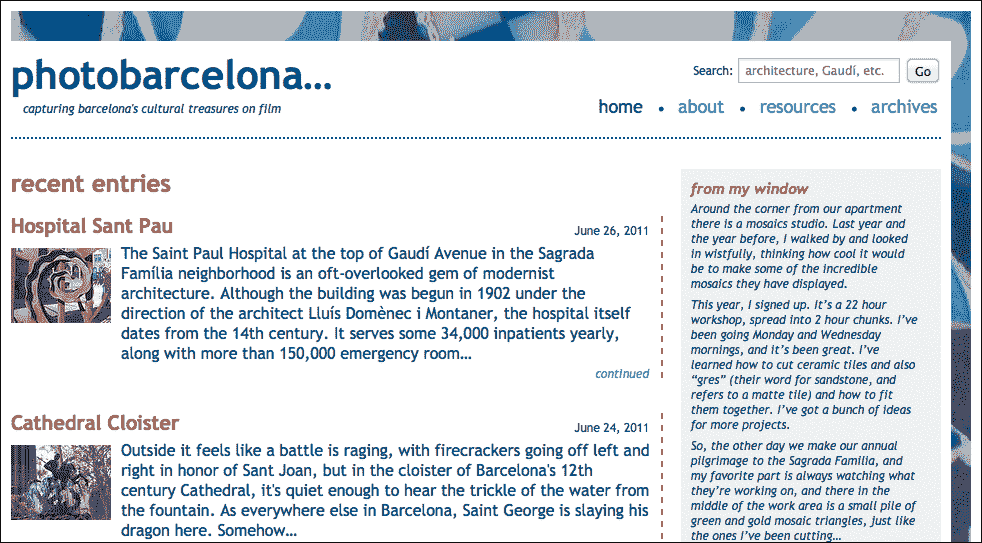 photobarcelona...
capturing barcelona's cultural treasures on film
Search: architecture, Gaudí, etc. Go
home • about • resources • archives
recent entries
Hospital Sant Pau
June 26, 2011
The Saint Paul Hospital at the top of Gaudí Avenue in the Sagrada
Família neighborhood is an oft-overlooked gem of modernist
architecture. Although the building was begun in 1902 under the
direction of the architect Lluís Domènec i Montaner, the hospital itself
dates from the 14th century. It serves some 34,000 inpatients yearly,
along with more than 150,000 emergency room...
continued
Cathedral Cloister
June 24, 2011
Outside it feels like a battle is raging, with firecrackers going off left and
right in honor of Sant Joan, but in the cloister of Barcelona's 12th
century Cathedral, it's quiet enough to hear the trickle of the water from
the fountain. As everywhere else in Barcelona, Saint George is slaying his
dragon here. Somehow...
from my window
Around the corner from our apartment
there is a mosaics studio. Last year and
the year before, I walked by and looked
in wistfully, thinking how cool it would
be to make some of the incredible
mosaics they have displayed.
This year, I signed up. It’s a 22 hour
workshop, spread into 2 hour chunks. I’ve
been going Monday and Wednesday
mornings, and it’s been great. I’ve
learned how to cut ceramic tiles and also
“gres” (their word for sandstone, and
refers to a matte tile) and how to fit
them together. I’ve got a bunch of ideas
for more projects.
So, the other day we make our annual
pilgrimage to the Sagrada Familia, and
my favorite part is always watching what
they’re working on, and there in the
middle of the work area is a small pile of
green and gold mosaic triangles, just like
the ones I’ve been cutting...